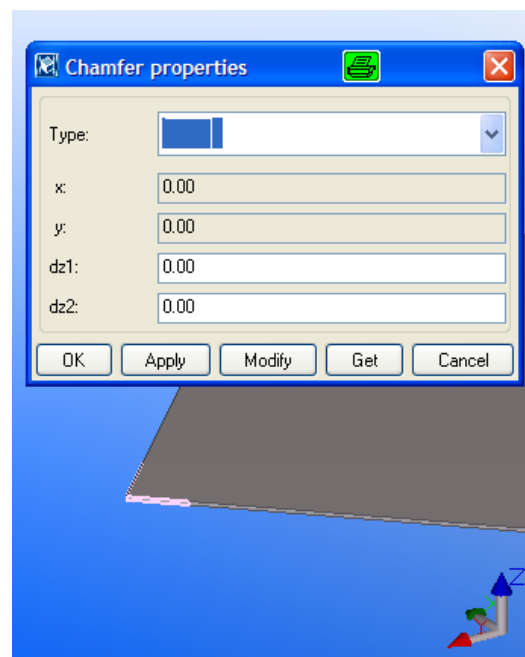 Chamfer properties
Type:
x: 0.00
y: 0.00
dz1: 0.00
dz2: 0.00
OK Apply Modify Get Cancel
Z